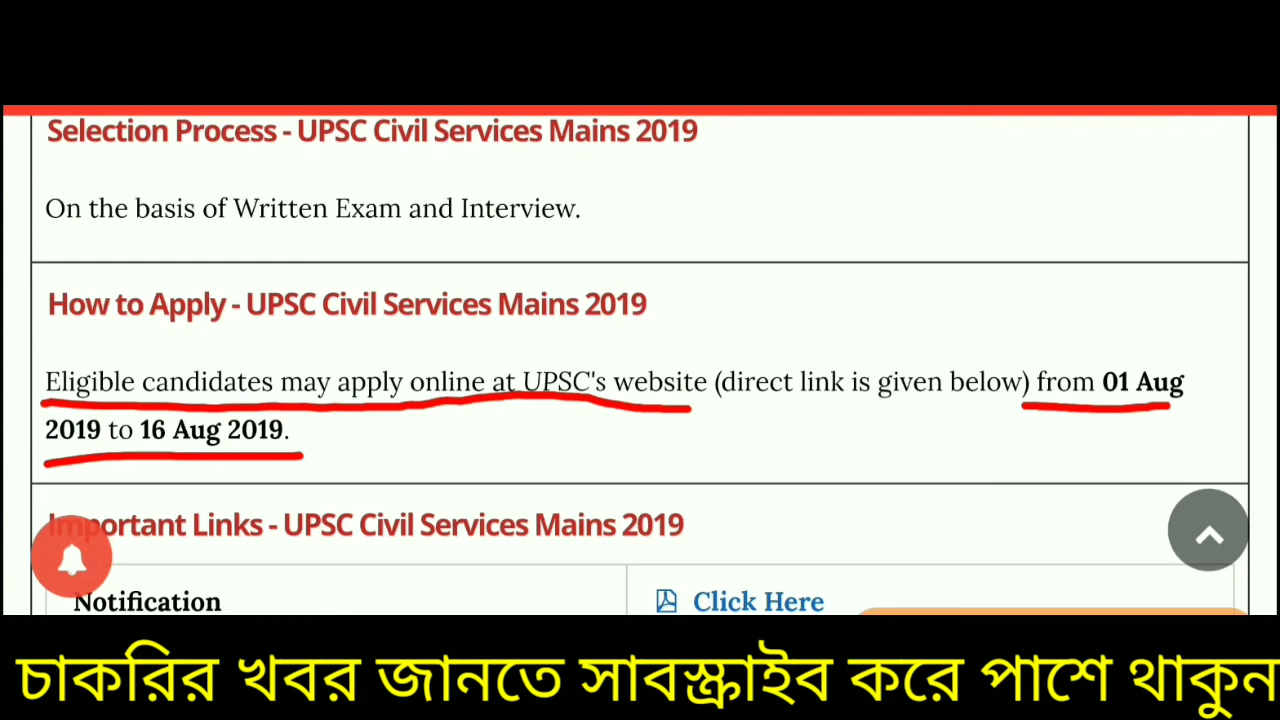 Selection Process - UPSC Civil Services Mains 2019
On the basis of Written Exam and Interview.
How to Apply - UPSC Civil Services Mains 2019
Eligible candidates may apply online at UPSC's website (direct link is given below) from 01 Aug
2019 to 16 Aug 2019.
Important Links - UPSC Civil Services Mains 2019
Notification
Click Here
চাকরির খবর জানতে সাবস্ক্রাইব করে পাশে থাকুন